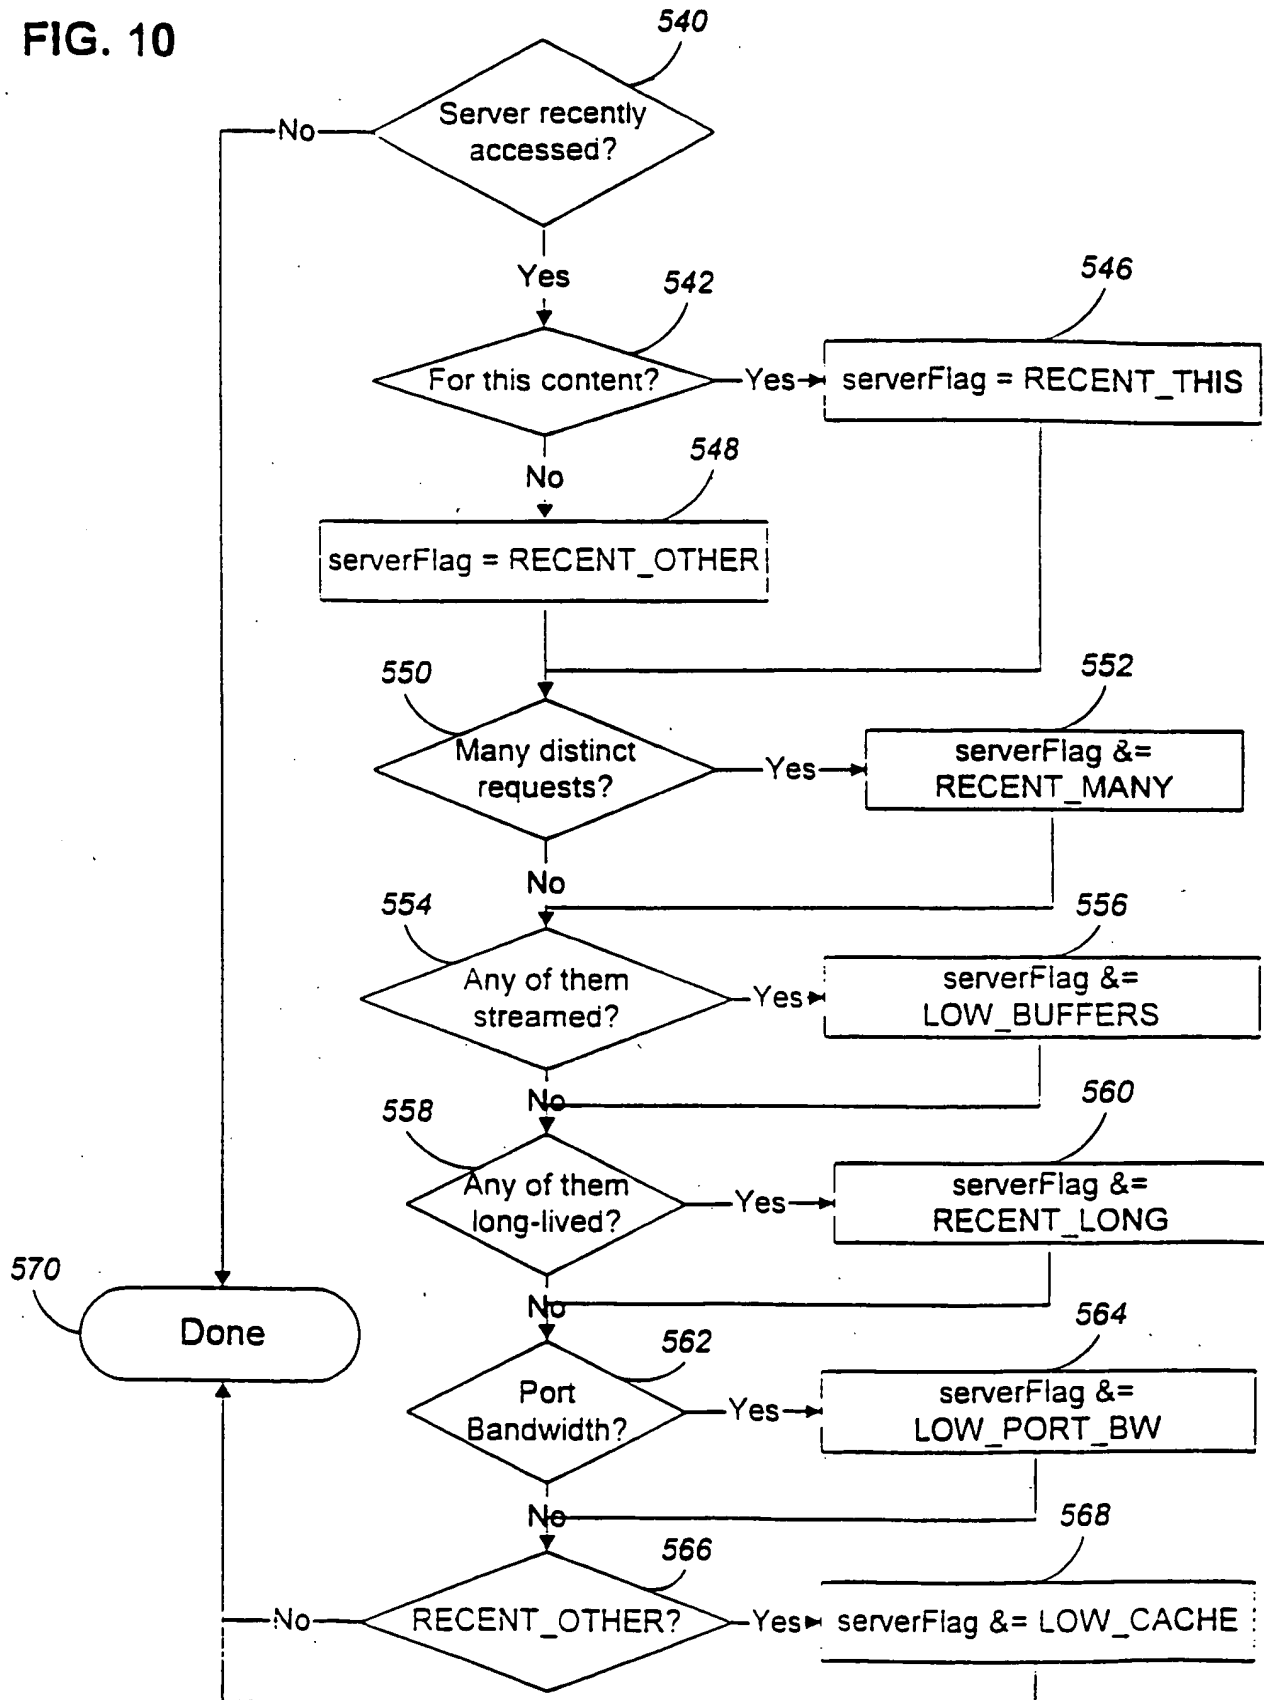 FIG. 10
540
Server recently
accessed?
No
Yes
542
546
For this content?
Yes
serverFlag = RECENT_THIS
No
548
serverFlag = RECENT_OTHER
550
552
Many distinct
requests?
Yes
serverFlag &=
RECENT_MANY
No
554
556
Any of them
streamed?
Yes
serverFlag &=
LOW_BUFFERS
No
558
560
Any of them
long-lived?
Yes
serverFlag &=
RECENT_LONG
No
570
Done
562
564
Port
Bandwidth?
Yes
serverFlag &=
LOW_PORT_BW
No
566
568
RECENT_OTHER?
No
Yes
serverFlag &= LOW_CACHE